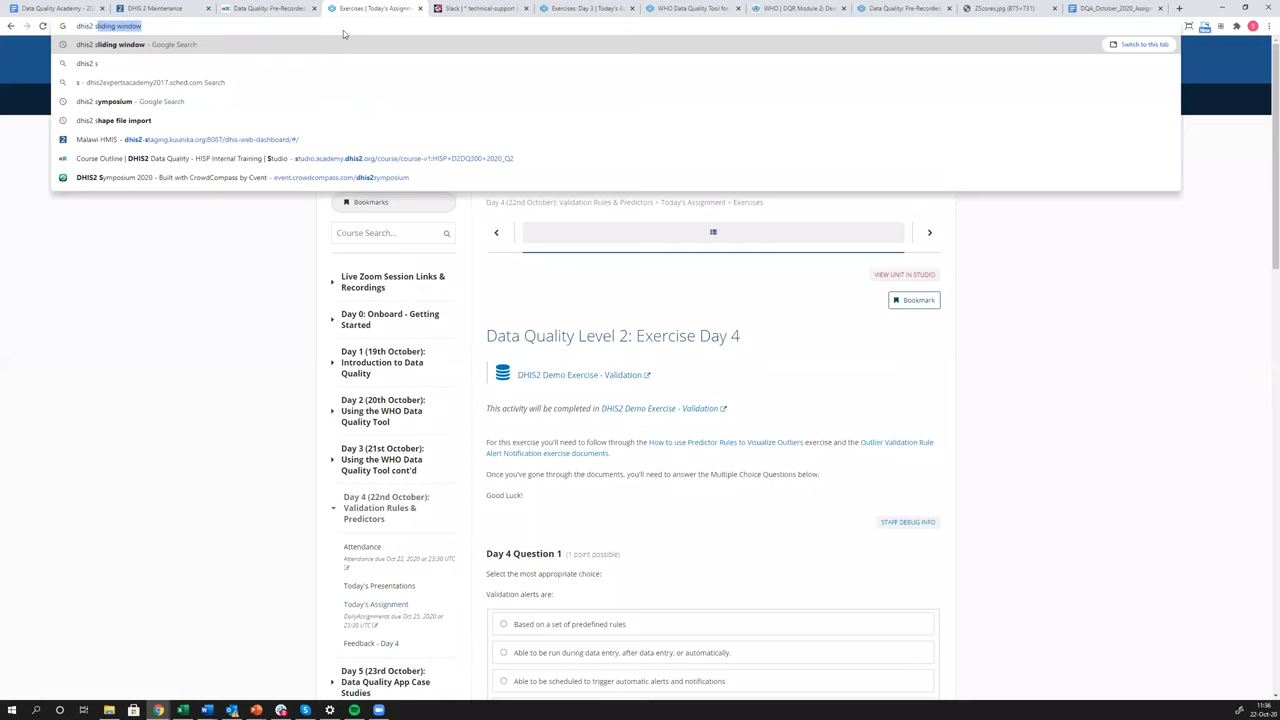 Data Quality Academy - 2020
DHIS 2 Maintenance
Data Quality! Pre-Recorded
Exercises | Today's Assignm
Slack | * technical-support |
Exercises: Day 3 | Today's A
WHO Data Quality Tool for
WHO | DQR Module 2: De
Data Quality! Pre-Recorded
ZScores.jpg (875×731)
DQA_October_2020_Assig
dhis2 sliding window
New
S
dhis2 sliding window - Google Search
Switch to this tab
dhis2 s
s - dhis2expertsacademy2017.sched.com Search
dhis2 symposium - Google Search
dhis2 shape file import
Malawi HMIS - dhis2-staging.kuunika.org:8087/dhis-web-dashboard/#/
Course Outline | DHIS2 Data Quality - HISP Internal Training | Studio - studio.academy.dhis2.org/course/course-v1:HISP+D2DQ300+2020_Q2
DHIS2 Symposium 2020 - Built with CrowdCompass by Cvent - event.crowdcompass.com/dhis2symposium
Bookmarks
Day 4 (22nd October): Validation Rules & Predictors > Today's Assignment > Exercises
Course Search...
VIEW UNIT IN STUDIO
Bookmark
Live Zoom Session Links &
Recordings
Day 0: Onboard - Getting
Started
Day 1 (19th October):
Introduction to Data
Quality
Day 2 (20th October):
Using the WHO Data
Quality Tool
Day 3 (21st October):
Using the WHO Data
Quality Tool cont'd
Day 4 (22nd October):
Validation Rules &
Predictors
Attendance
Attendance due Oct 22, 2020 at 23:30 UTC
Today's Presentations
Today's Assignment
DailyAssignments due Oct 25, 2020 at
23:30 UTC
Feedback - Day 4
Day 5 (23rd October):
Data Quality App Case
Studies
Data Quality Level 2: Exercise Day 4
DHIS2 Demo Exercise - Validation
This activity will be completed in DHIS2 Demo Exercise - Validation
For this exercise you'll need to follow through the How to use Predictor Rules to Visualize Outliers exercise and the Outlier Validation Rule
Alert Notification exercise documents.
Once you've gone through the documents, you'll need to answer the Multiple Choice Questions below.
Good Luck!
STAFF DEBUG INFO
Day 4 Question 1 (1 point possible)
Select the most appropriate choice:
Validation alerts are:
Based on a set of predefined rules
Able to be run during data entry, after data entry, or automatically.
Able to be scheduled to trigger automatic alerts and notifications
11:36
22-Oct-20